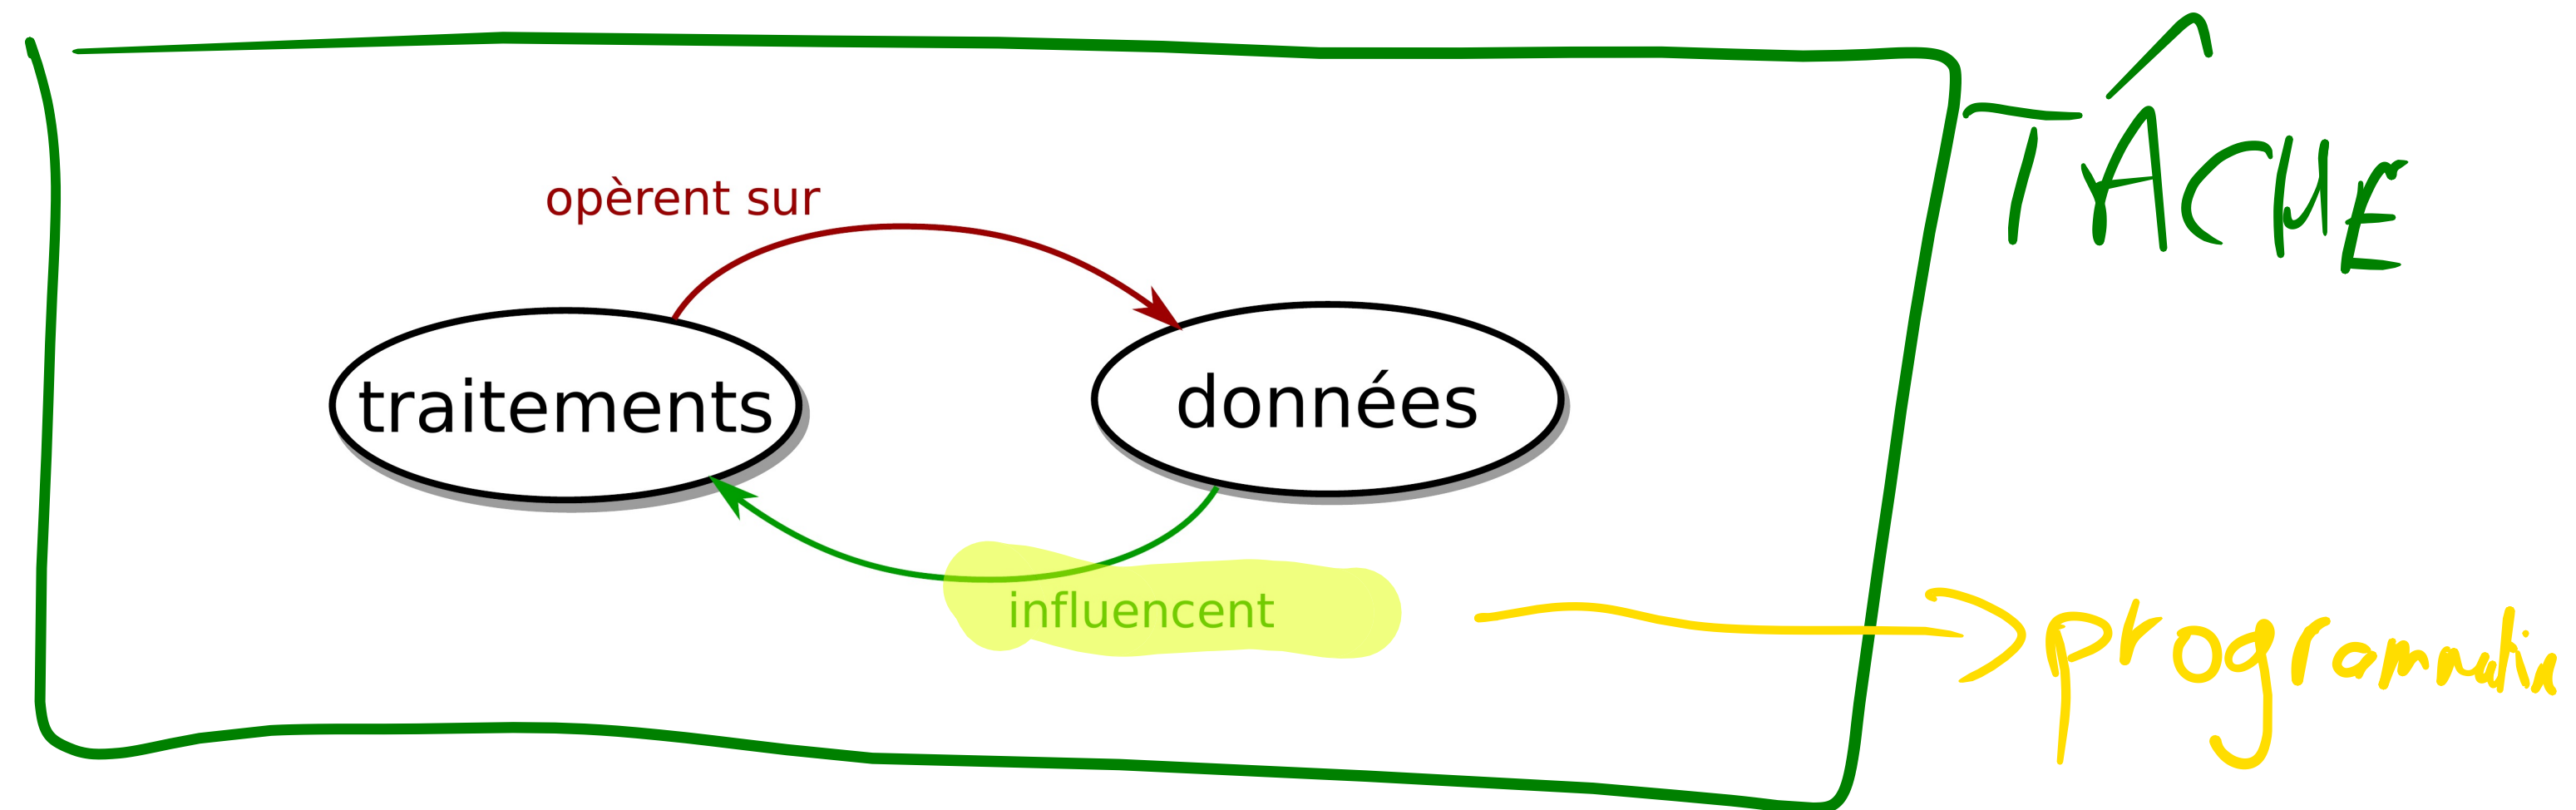 TÂCHE
opèrent sur
traitements
données
influencent
programmation